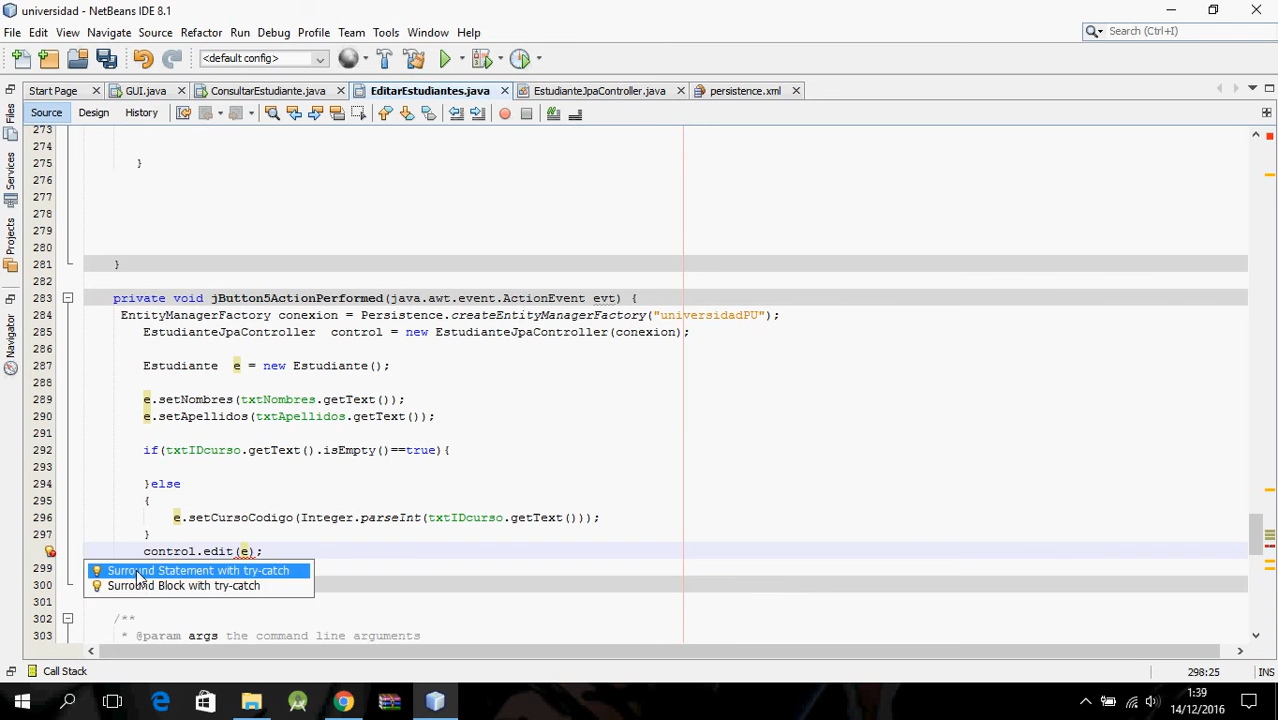 universidad - NetBeans IDE 8.1
File Edit View Navigate Source Refactor Run Debug Profile Team Tools Window Help
Search (Ctrl+I)
<default config>
Start Page GUI.java ConsultarEstudiante.java EditarEstudiantes.java EstudianteJpaController.java persistence.xml
Source Design History
Files
Services
Projects
Navigator
273
274
275 }
276
277
278
279
280
281 }
282
283 private void jButton5ActionPerformed(java.awt.event.ActionEvent evt) {
284 EntityManagerFactory conexion = Persistence.createEntityManagerFactory("universidadPU");
285 EstudianteJpaController control = new EstudianteJpaController(conexion);
286
287 Estudiante e = new Estudiante();
288
289 e.setNombres(txtNombres.getText());
290 e.setApellidos(txtApellidos.getText());
291
292 if(txtIDcurso.getText().isEmpty()==true){
293
294 }else
295 {
296 e.setCursoCodigo(Integer.parseInt(txtIDcurso.getText()));
297 }
control.edit(e);
299 Surround Statement with try-catch
300 Surround Block with try-catch
301
302 /**
303 * @param args the command line arguments
Call Stack
298:25 INS
1:39
14/12/2016